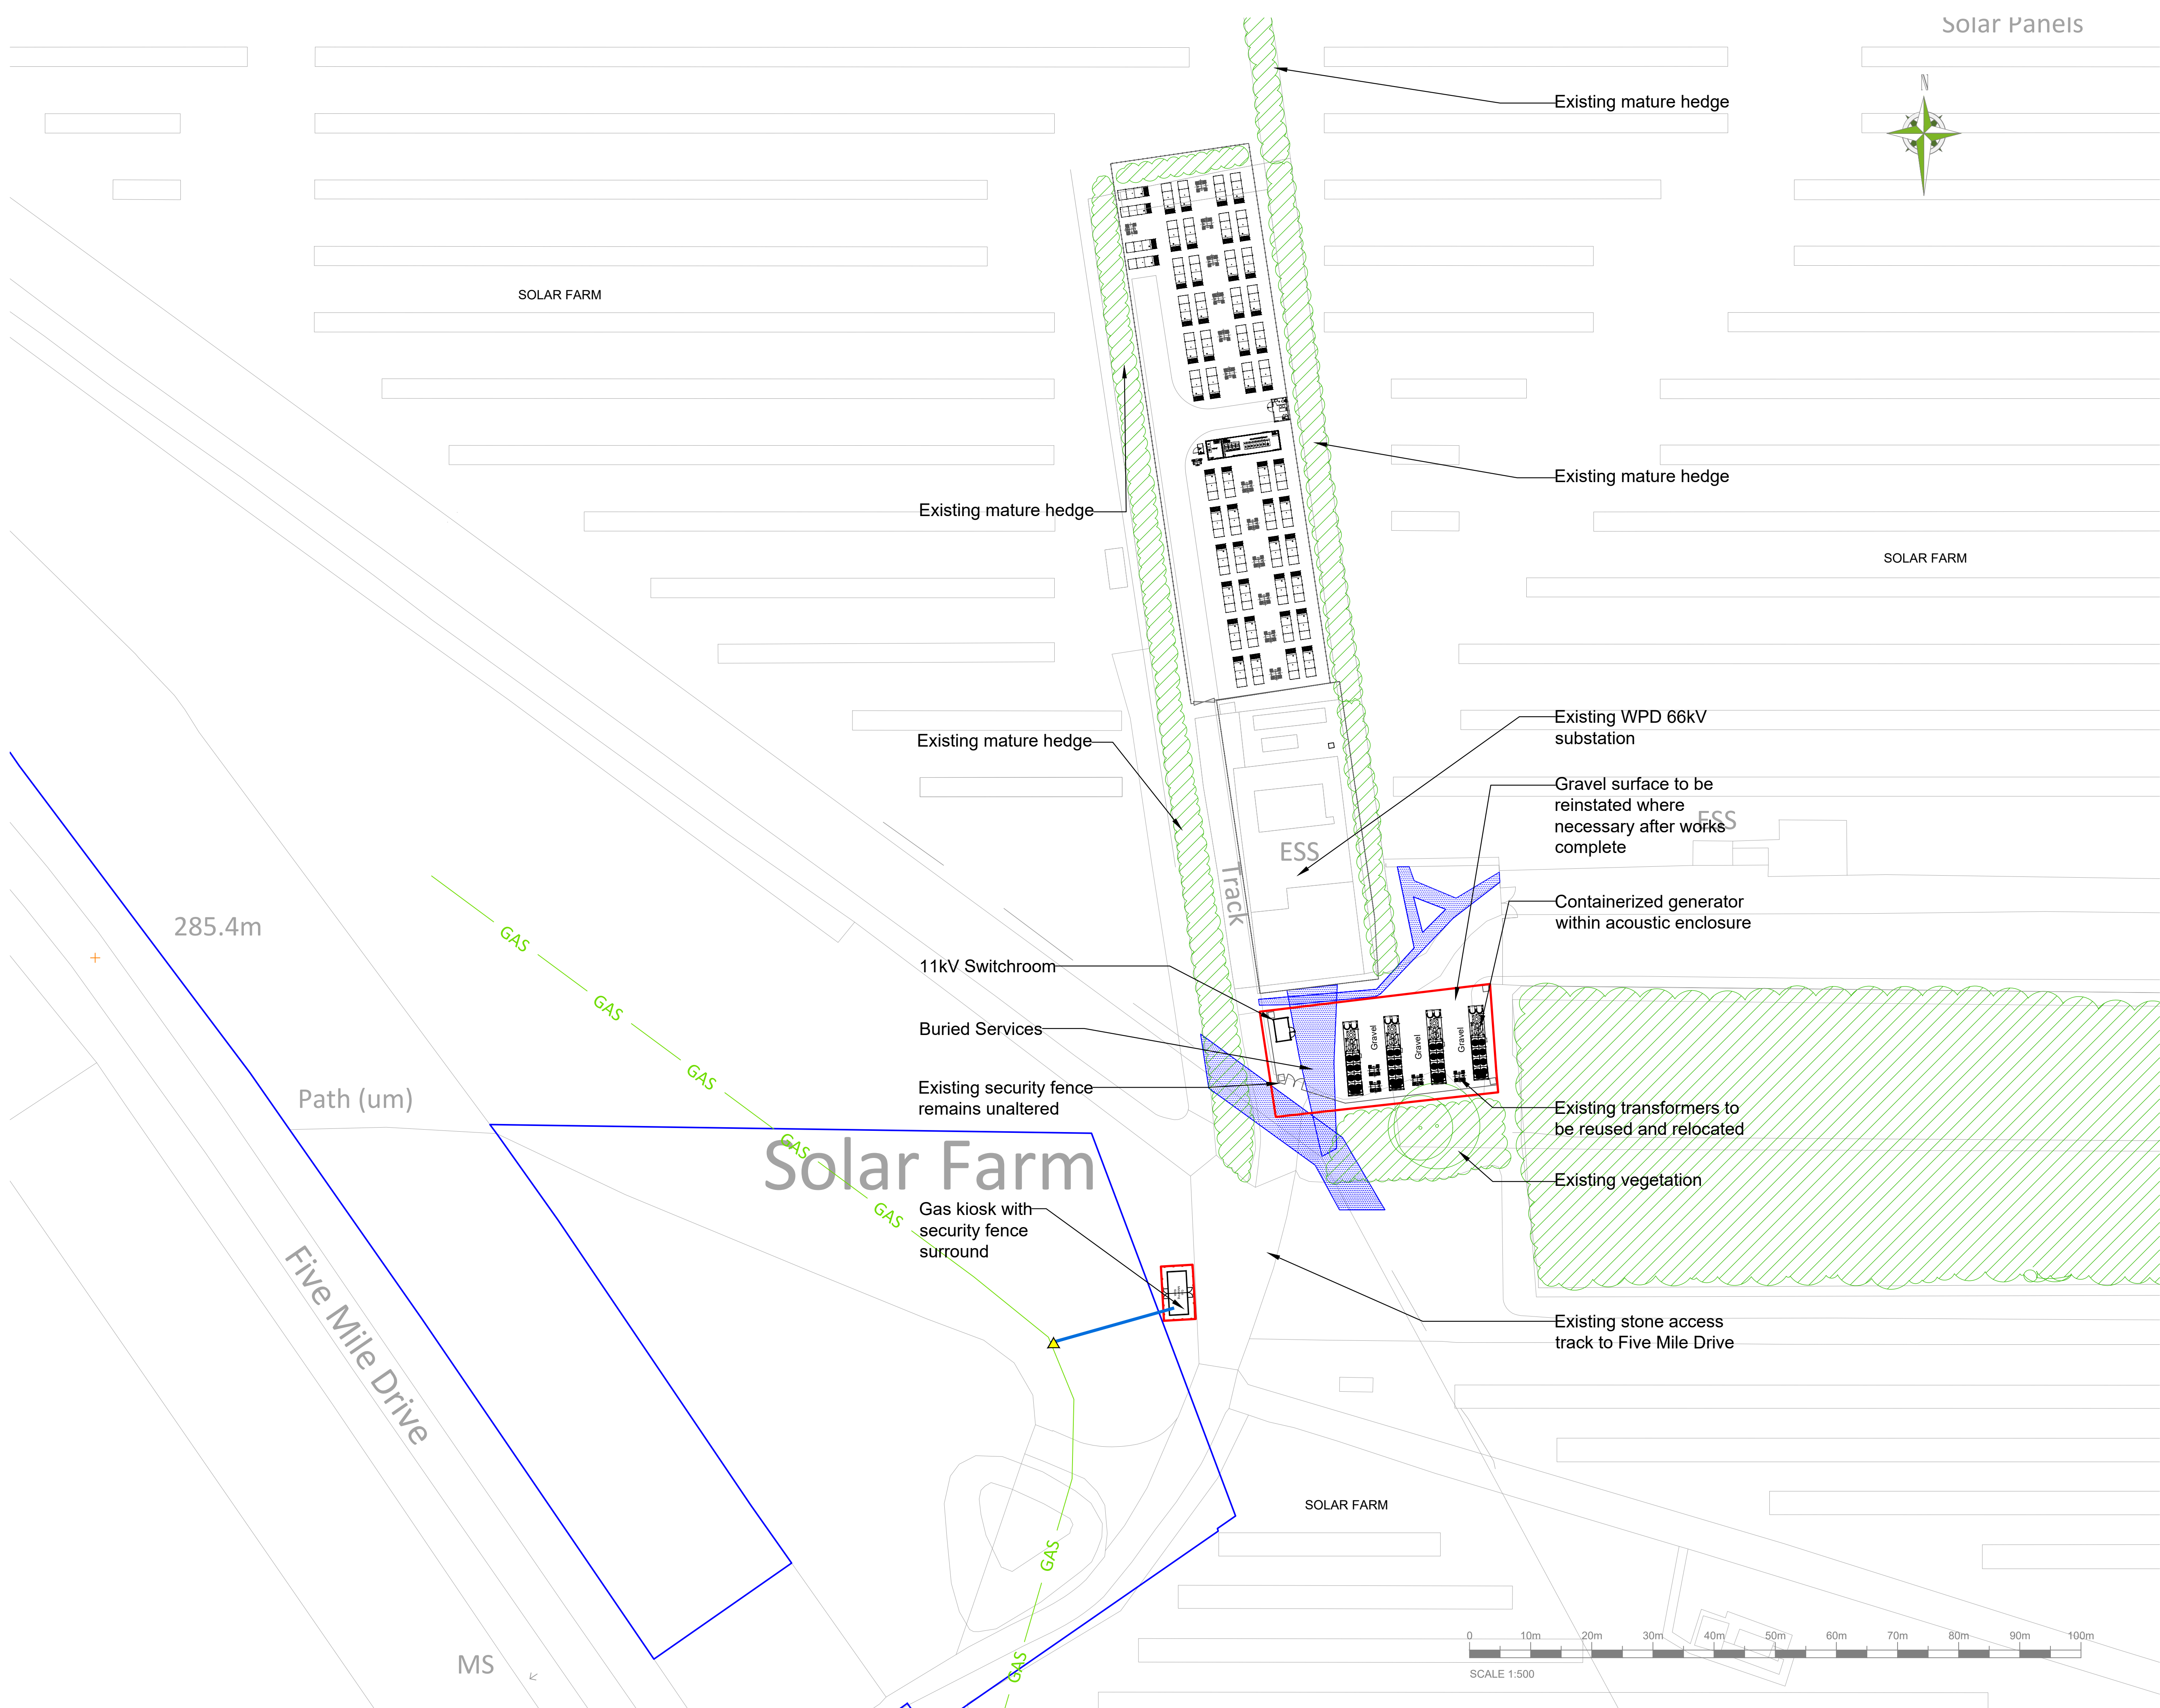 Solar Panels
N
Existing mature hedge
SOLAR FARM
Existing mature hedge
Existing mature hedge
SOLAR FARM
Existing WPD 66kV
substation
Existing mature hedge
Gravel surface to be
reinstated where
necessary after works
complete
ESS
ESS
Track
Containerized generator
within acoustic enclosure
285.4m
GAS
GAS
GAS
GAS
GAS
GAS
GAS
11kV Switchroom
Buried Services
Gravel
Gravel
Gravel
Existing security fence
remains unaltered
Path (um)
Existing transformers to
be reused and relocated
Solar Farm
Existing vegetation
Gas kiosk with
security fence
surround
Five Mile Drive
Existing stone access
track to Five Mile Drive
SOLAR FARM
MS
0 10m 20m 30m 40m 50m 60m 70m 80m 90m 100m
SCALE 1:500